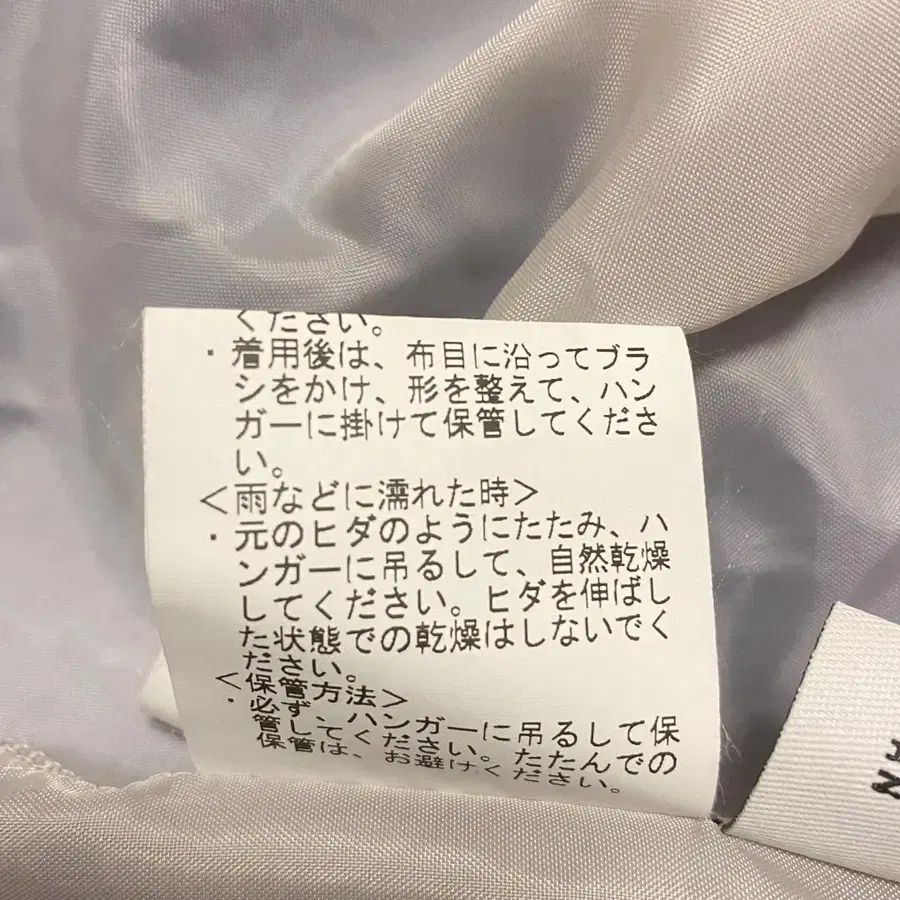 ください。
・着用後は、布目に沿ってブラ
シをかけ、形を整えて、ハン
ガーに掛けて保管してくださ
い。
＜雨などに濡れた時＞
・元のヒダのようにたたみ、ハ
ンガーに吊るして、自然乾燥
してください。ヒダを伸ばし
た状態での乾燥はしないでく
ださい。
＜保管方法＞
・必ず、ハンガーに吊るして保
管してください。たたんでの
保管は、お避けください。
N